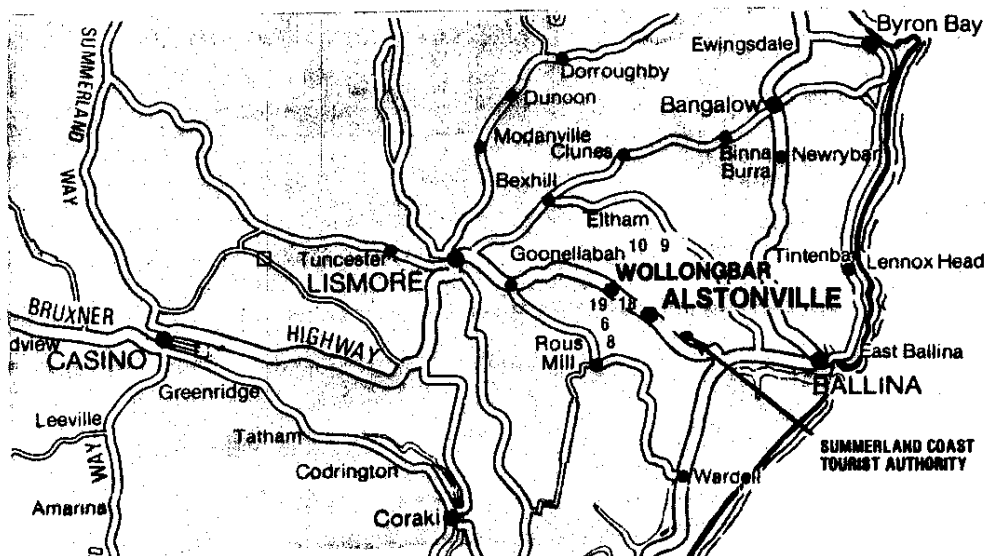 Byron Bay
Ewingsdale
SUMMERLAND
WAY
Dorroughby
Dunoon
Bangalow
Modanville
Clunes
Binna
Burra
Newrybar
Bexhill
Eltham
Goonellabah
10 9
Tuncester
LISMORE
WOLLONGBAR
Tintenba
Lennox Head
ALSTONVILLE
19 18
6
8
BRUXNER
HIGHWAY
dview
CASINO
Rous
Mill
East Ballina
BALLINA
Greenridge
Leeville
WAY
Tatham
SUMMERLAND COAST
TOURIST AUTHORITY
Codrington
Wardell
Amarina
Coraki